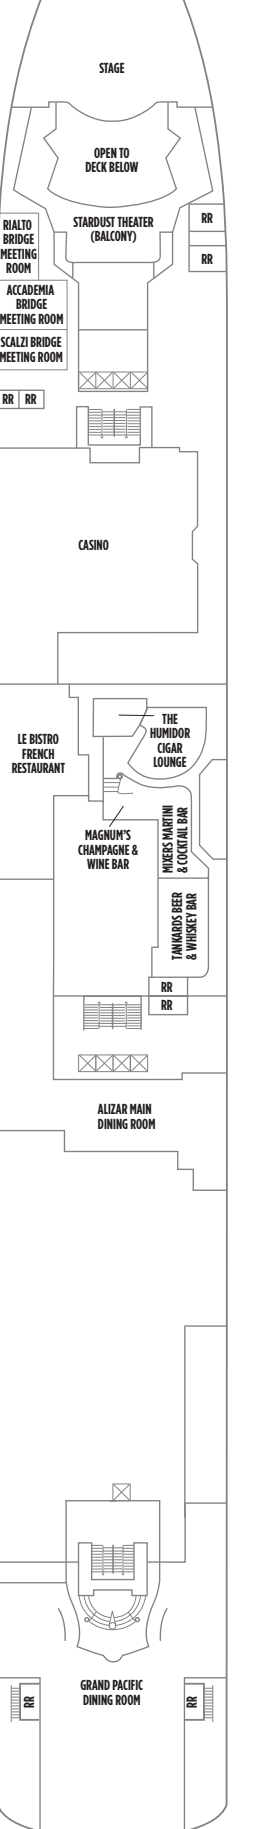 STAGE
OPEN TO
DECK BELOW
STARDUST THEATER
(BALCONY)
RR
RR
RIALTO
BRIDGE
MEETING
ROOM
ACCADEMIA
BRIDGE
MEETING ROOM
SCALZI BRIDGE
MEETING ROOM
RR RR
CASINO
THE
HUMIDOR
CIGAR
LOUNGE
LE BISTRO
FRENCH
RESTAURANT
MAGNUM'S
CHAMPAGNE &
WINE BAR
MIXERS MARTINI
& COCKTAIL BAR
TANKARDS BEER
& WHISKEY BAR
RR
RR
ALIZAR MAIN
DINING ROOM
GRAND PACIFIC
DINING ROOM
RR
RR